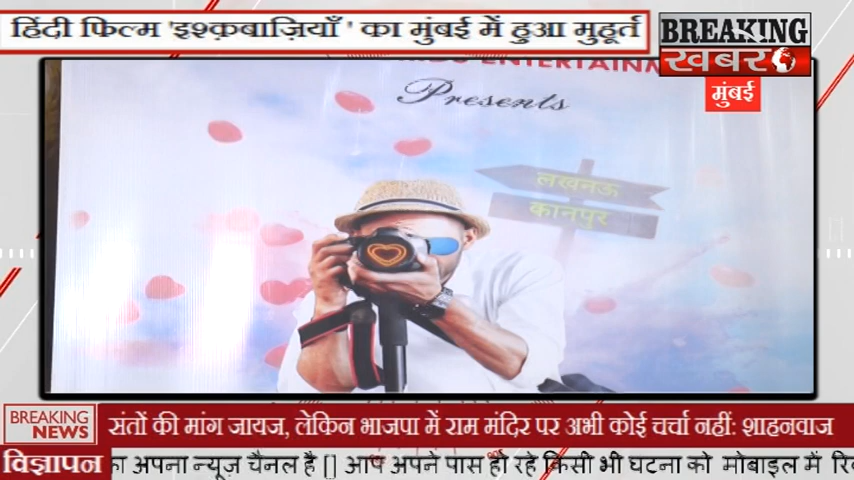 हिंदी फिल्म 'इश्क़बाज़ियाँ ' का मुंबई में हुआ मुहूर्त
BREAKING
खबर
मुंबई
ENTERTAINM
Presents
लखनऊ
कानपुर
BREAKING
NEWS
संतों की मांग जायज, लेकिन भाजपा में राम मंदिर पर अभी कोई चर्चा नहीं: शाहनवाज
विज्ञापन
का अपना न्यूज़ चैनल है [] आप अपने पास हो रहे किसी भी घटना को मोबाइल में